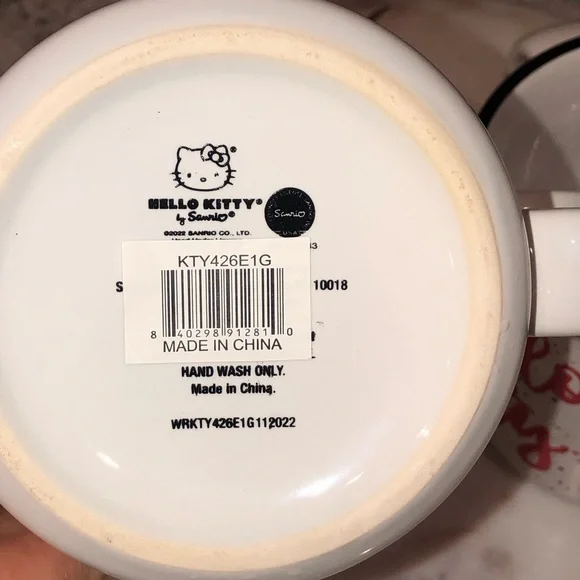 HELLO KITTY®
by Sanrio®
Sanrio
©2022 SANRIO CO., LTD.
KTY426E1G
10018
8 40298 91281 0
MADE IN CHINA
HAND WASH ONLY.
Made in China.
WRKTY426E1G112022